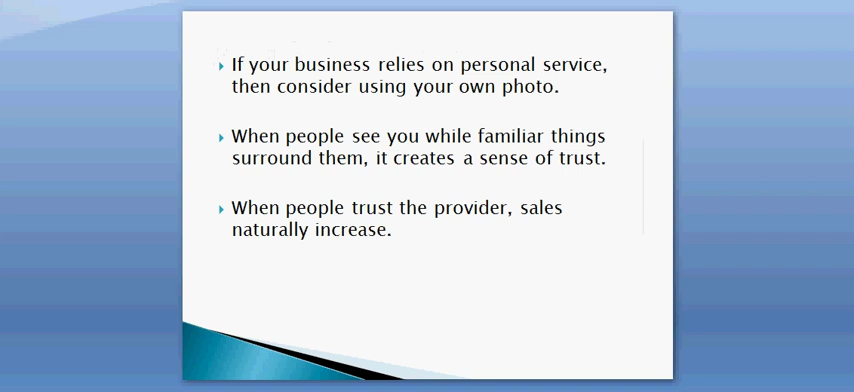 If your business relies on personal service,
then consider using your own photo.
When people see you while familiar things
surround them, it creates a sense of trust.
When people trust the provider, sales
naturally increase.